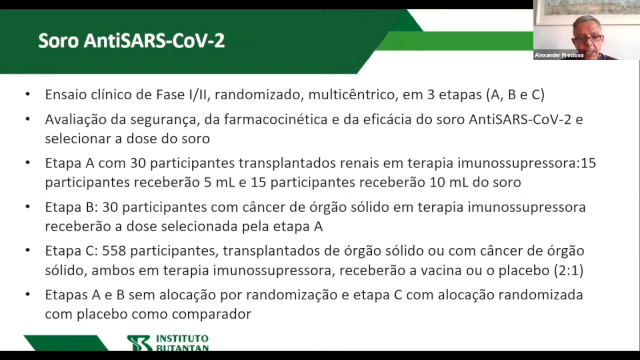 Soro AntiSARS-CoV-2
Alexander Precioso
• Ensaio clínico de Fase I/II, randomizado, multicêntrico, em 3 etapas (A, B e C)
• Avaliação da segurança, da farmacocinética e da eficácia do soro AntiSARS-CoV-2 e
selecionar a dose do soro
• Etapa A com 30 participantes transplantados renais em terapia imunossupressora:15
participantes receberão 5 mL e 15 participantes receberão 10 mL do soro
• Etapa B: 30 participantes com câncer de órgão sólido em terapia imunossupressora
receberão a dose selecionada pela etapa A
• Etapa C: 558 participantes, transplantados de órgão sólido ou com câncer de órgão
sólido, ambos em terapia imunossupressora, receberão a vacina ou o placebo (2:1)
• Etapas A e B sem alocação por randomização e etapa C com alocação randomizada
com placebo como comparador
INSTITUTO
BUTANTAN